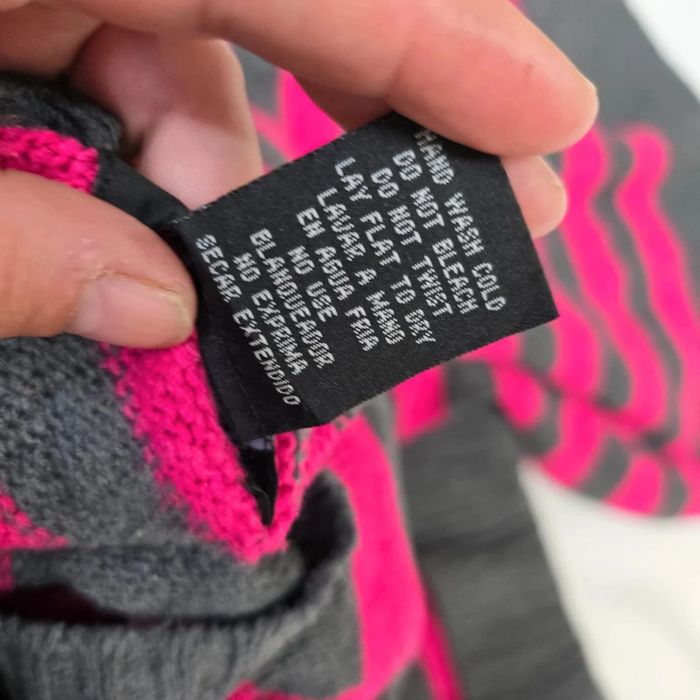 HAND WASH COLD
DO NOT BLEACH
DO NOT TWIST
LAY FLAT TO DRY
LAVAR A MANO
EN AGUA FRIA
NO USE
BLANQUEADOR
NO EXPRIMA
SECAR EXTENDIDO